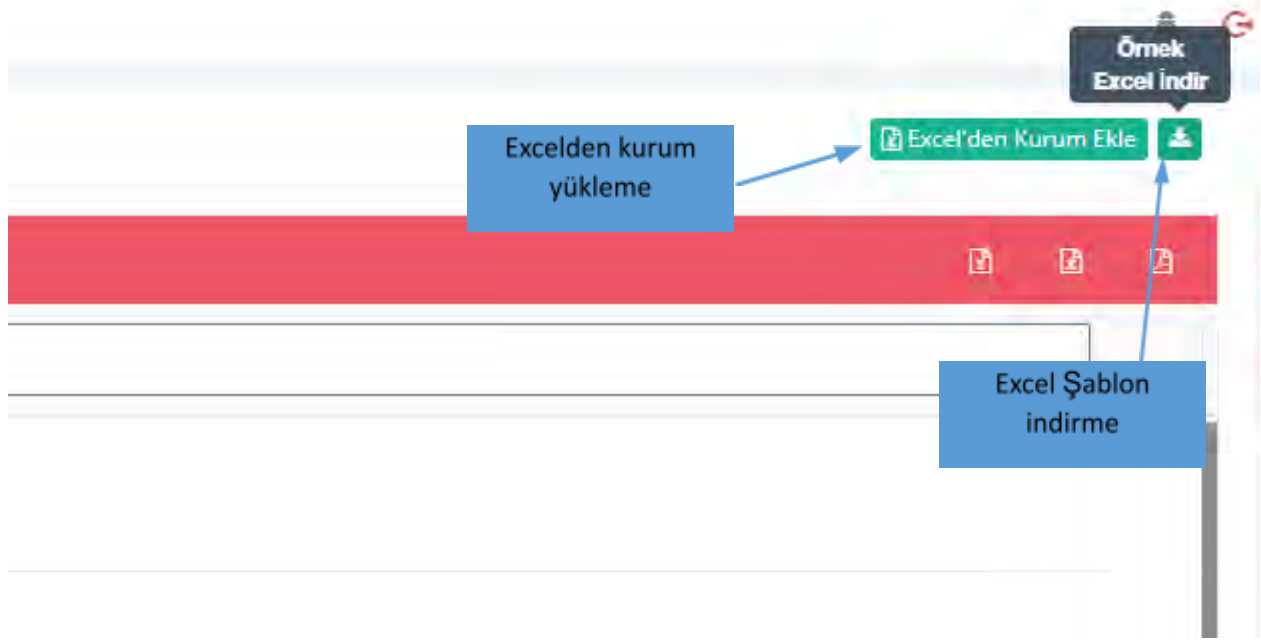 Örnek
Excel İndir
Excel'den Kurum Ekle
Excelden kurum
yükleme
Excel Şablon
indirme